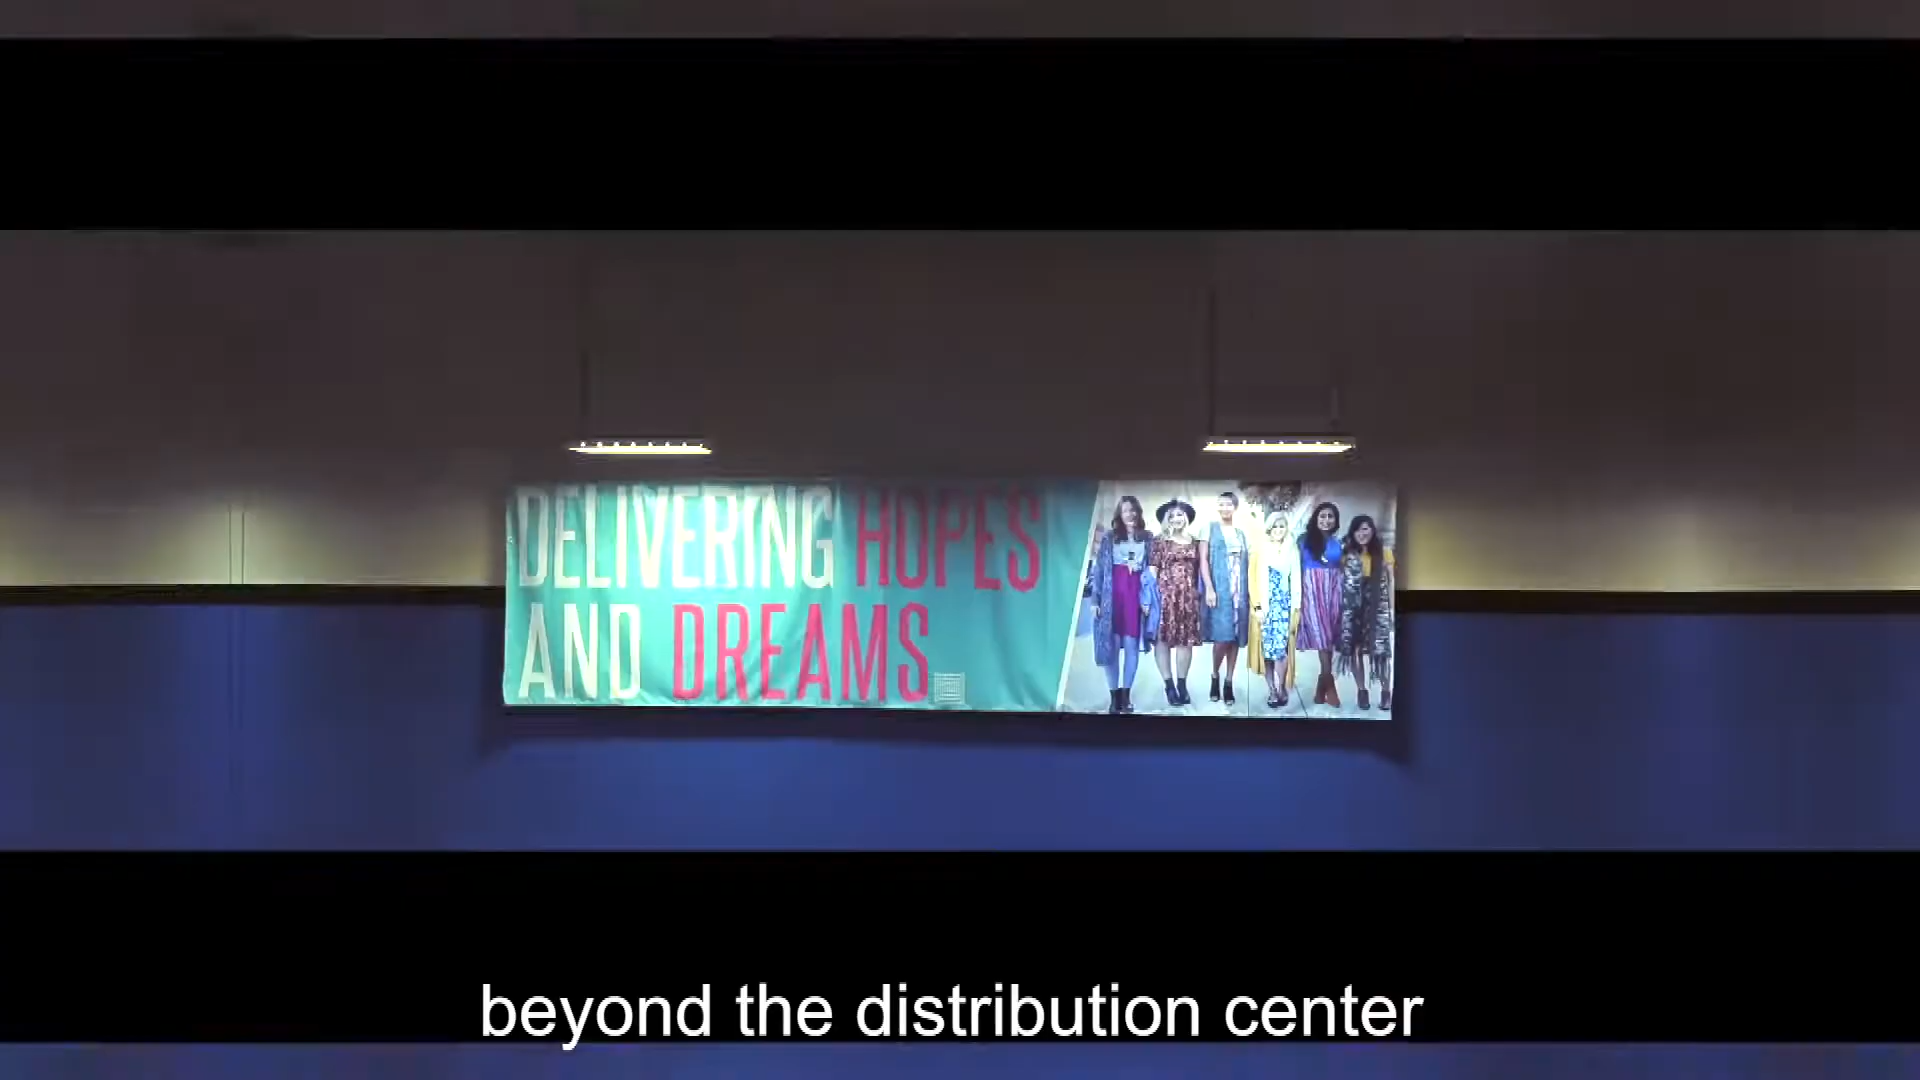 DELIVERING HOPES
AND DREAMS
beyond the distribution center